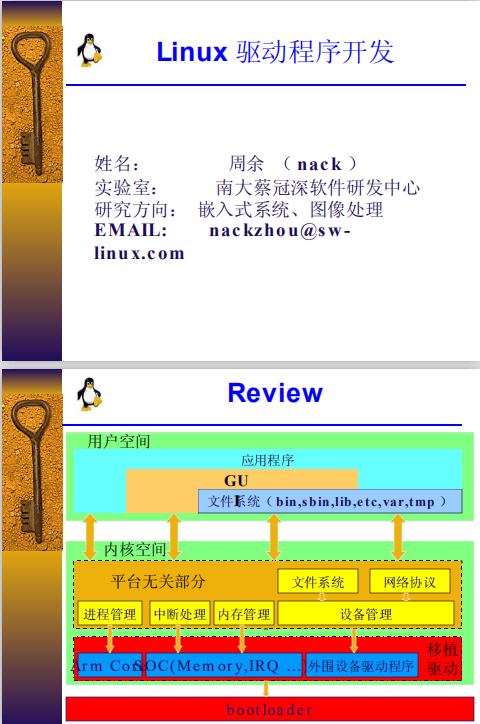 Linux 驱动程序开发
姓名： 周余 （ nack ）
实验室： 南大蔡冠深软件研发中心
研究方向： 嵌入式系统、图像处理
EMAIL: nackzhou@sw-
linux.com
Review
用户空间
应用程序
GU
I
文件系统（ bin,sbin,lib,etc,var,tmp ）
内核空间
平台无关部分
文件系统
网络协议
进程管理
中断处理
内存管理
设备管理
移植
驱动
Arm Core
SOC(Memory,IRQ …)
外围设备驱动程序
bootloader